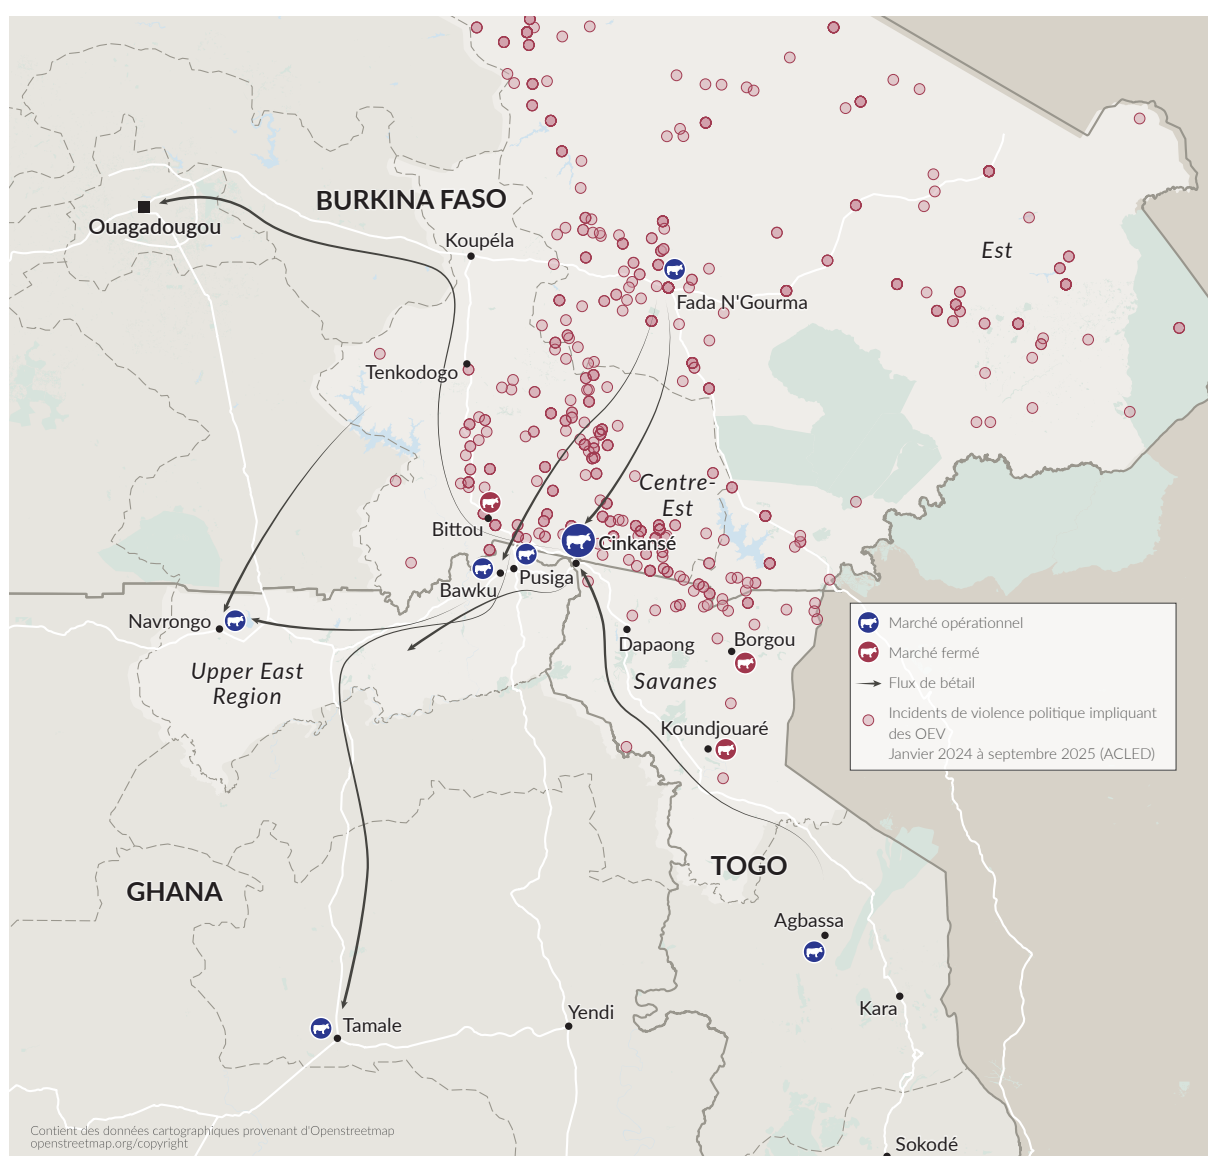 BURKINA FASO
Ouagadougou
Koupéla
Est
Fada N'Gourma
Tenkodogo
Centre-
Est
Bittou
Cinkansé
Pusiga
Bawku
Navrongo
Dapaong
Borgou
Upper East
Region
Savanes
Koundjouaré
Marché opérationnel
Marché fermé
Flux de bétail
Incidents de violence politique impliquant
des OEV
Janvier 2024 à septembre 2025 (ACLED)
GHANA
TOGO
Agbassa
Kara
Yendi
Tamale
Sokodé
Contient des données cartographiques provenant d'Openstreetmap
openstreetmap.org/copyright